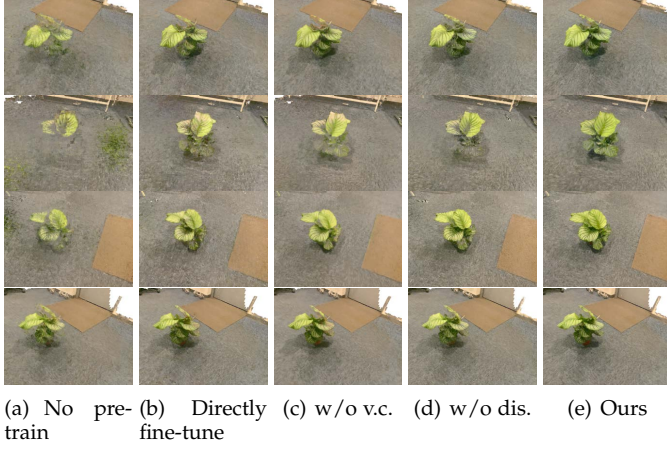 (a) No pre-
train
(b) Directly
fine-tune
(c) w/o v.c.
(d) w/o dis.
(e) Ours